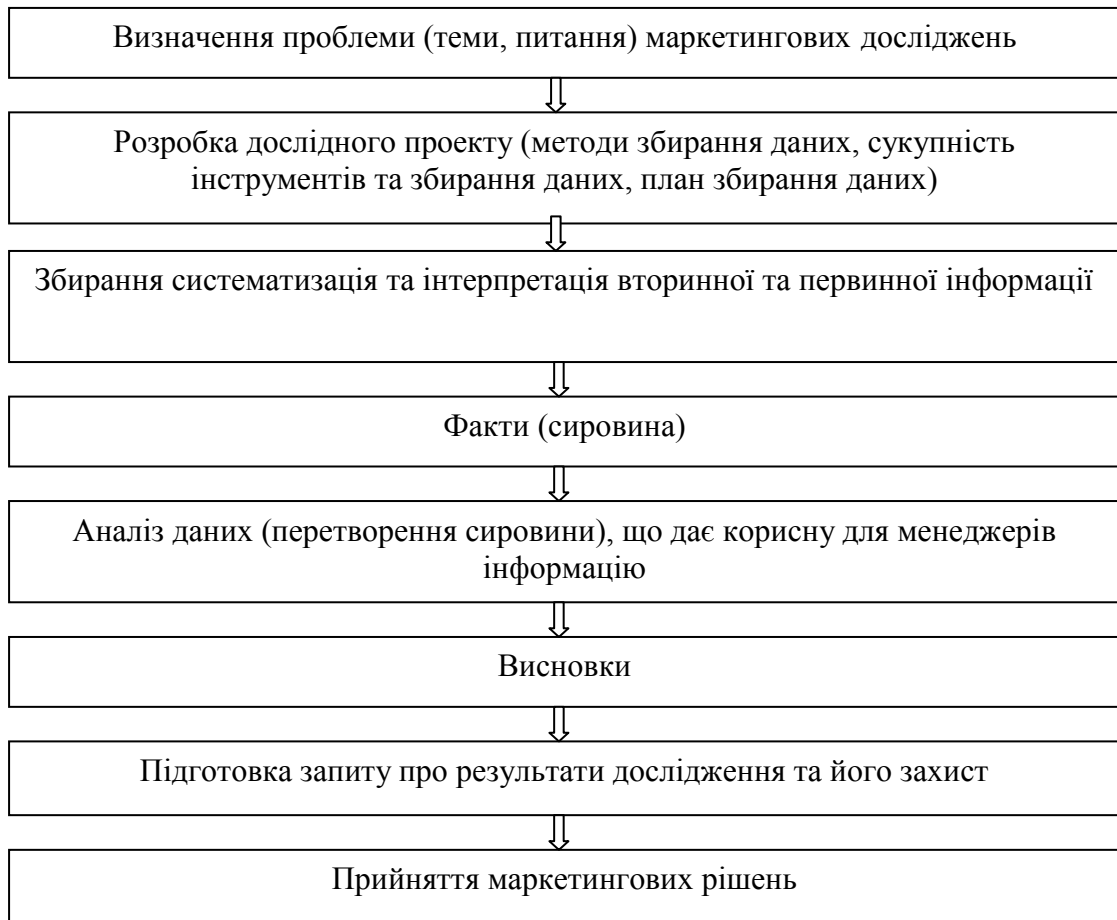 Визначення проблеми (теми, питання) маркетингових досліджень
Розробка дослідного проекту (методи збирання даних, сукупність
інструментів та збирання даних, план збирання даних)
Збирання систематизація та інтерпретація вторинної та первинної інформації
Факти (сировина)
Аналіз даних (перетворення сировини), що дає корисну для менеджерів
інформацію
Висновки
Підготовка запиту про результати дослідження та його захист
Прийняття маркетингових рішень